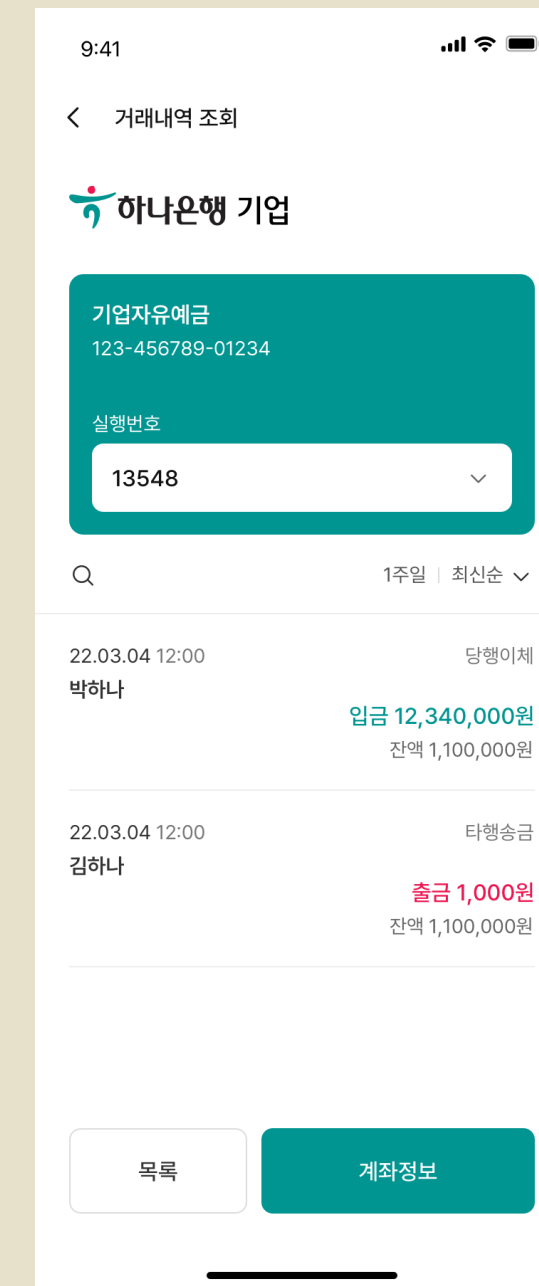 9:41
거래내역 조회
하나은행 기업
기업자유예금
123-456789-01234
실행번호
13548
1주일 | 최신순
22.03.04 12:00 당행이체
박하나
입금 12,340,000원
잔액 1,100,000원
22.03.04 12:00 타행송금
김하나
출금 1,000원
잔액 1,100,000원
목록 계좌정보